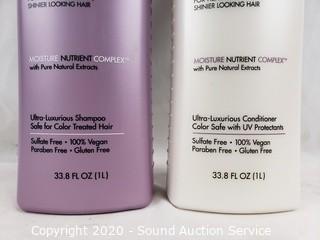 SHINIER LOOKING HAIR
MOISTURE NUTRIENT COMPLEX™
with Pure Natural Extracts
Ultra-Luxurious Shampoo
Safe for Color Treated Hair
Sulfate Free • 100% Vegan
Paraben Free • Gluten Free
33.8 FL OZ (1L)
SHINIER LOOKING HAIR
MOISTURE NUTRIENT COMPLEX™
with Pure Natural Extracts
Ultra-Luxurious Conditioner
Color Safe with UV Protectants
Sulfate Free • 100% Vegan
Paraben Free • Gluten Free
33.8 FL OZ (1L)
Copyright 2020 - Sound Auction Service